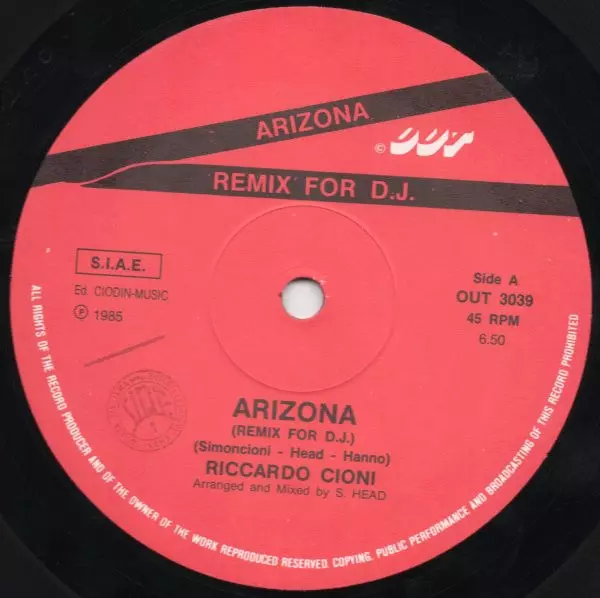 ARIZONA
© OUT
REMIX FOR D.J.
S.I.A.E.
Ed. CIODIN-MUSIC
℗ 1985
Side A
OUT 3039
45 RPM
6.50
ARIZONA
(REMIX FOR D.J.)
(Simoncioni - Head - Hanno)
RICCARDO CIONI
Arranged and Mixed by S. HEAD
ALL RIGHTS OF THE RECORD PRODUCER AND OF THE OWNER OF THE WORK REPRODUCED RESERVED. COPYING, PUBLIC PERFORMANCE AND BROADCASTING OF THIS RECORD PROHIBITED
SIAE